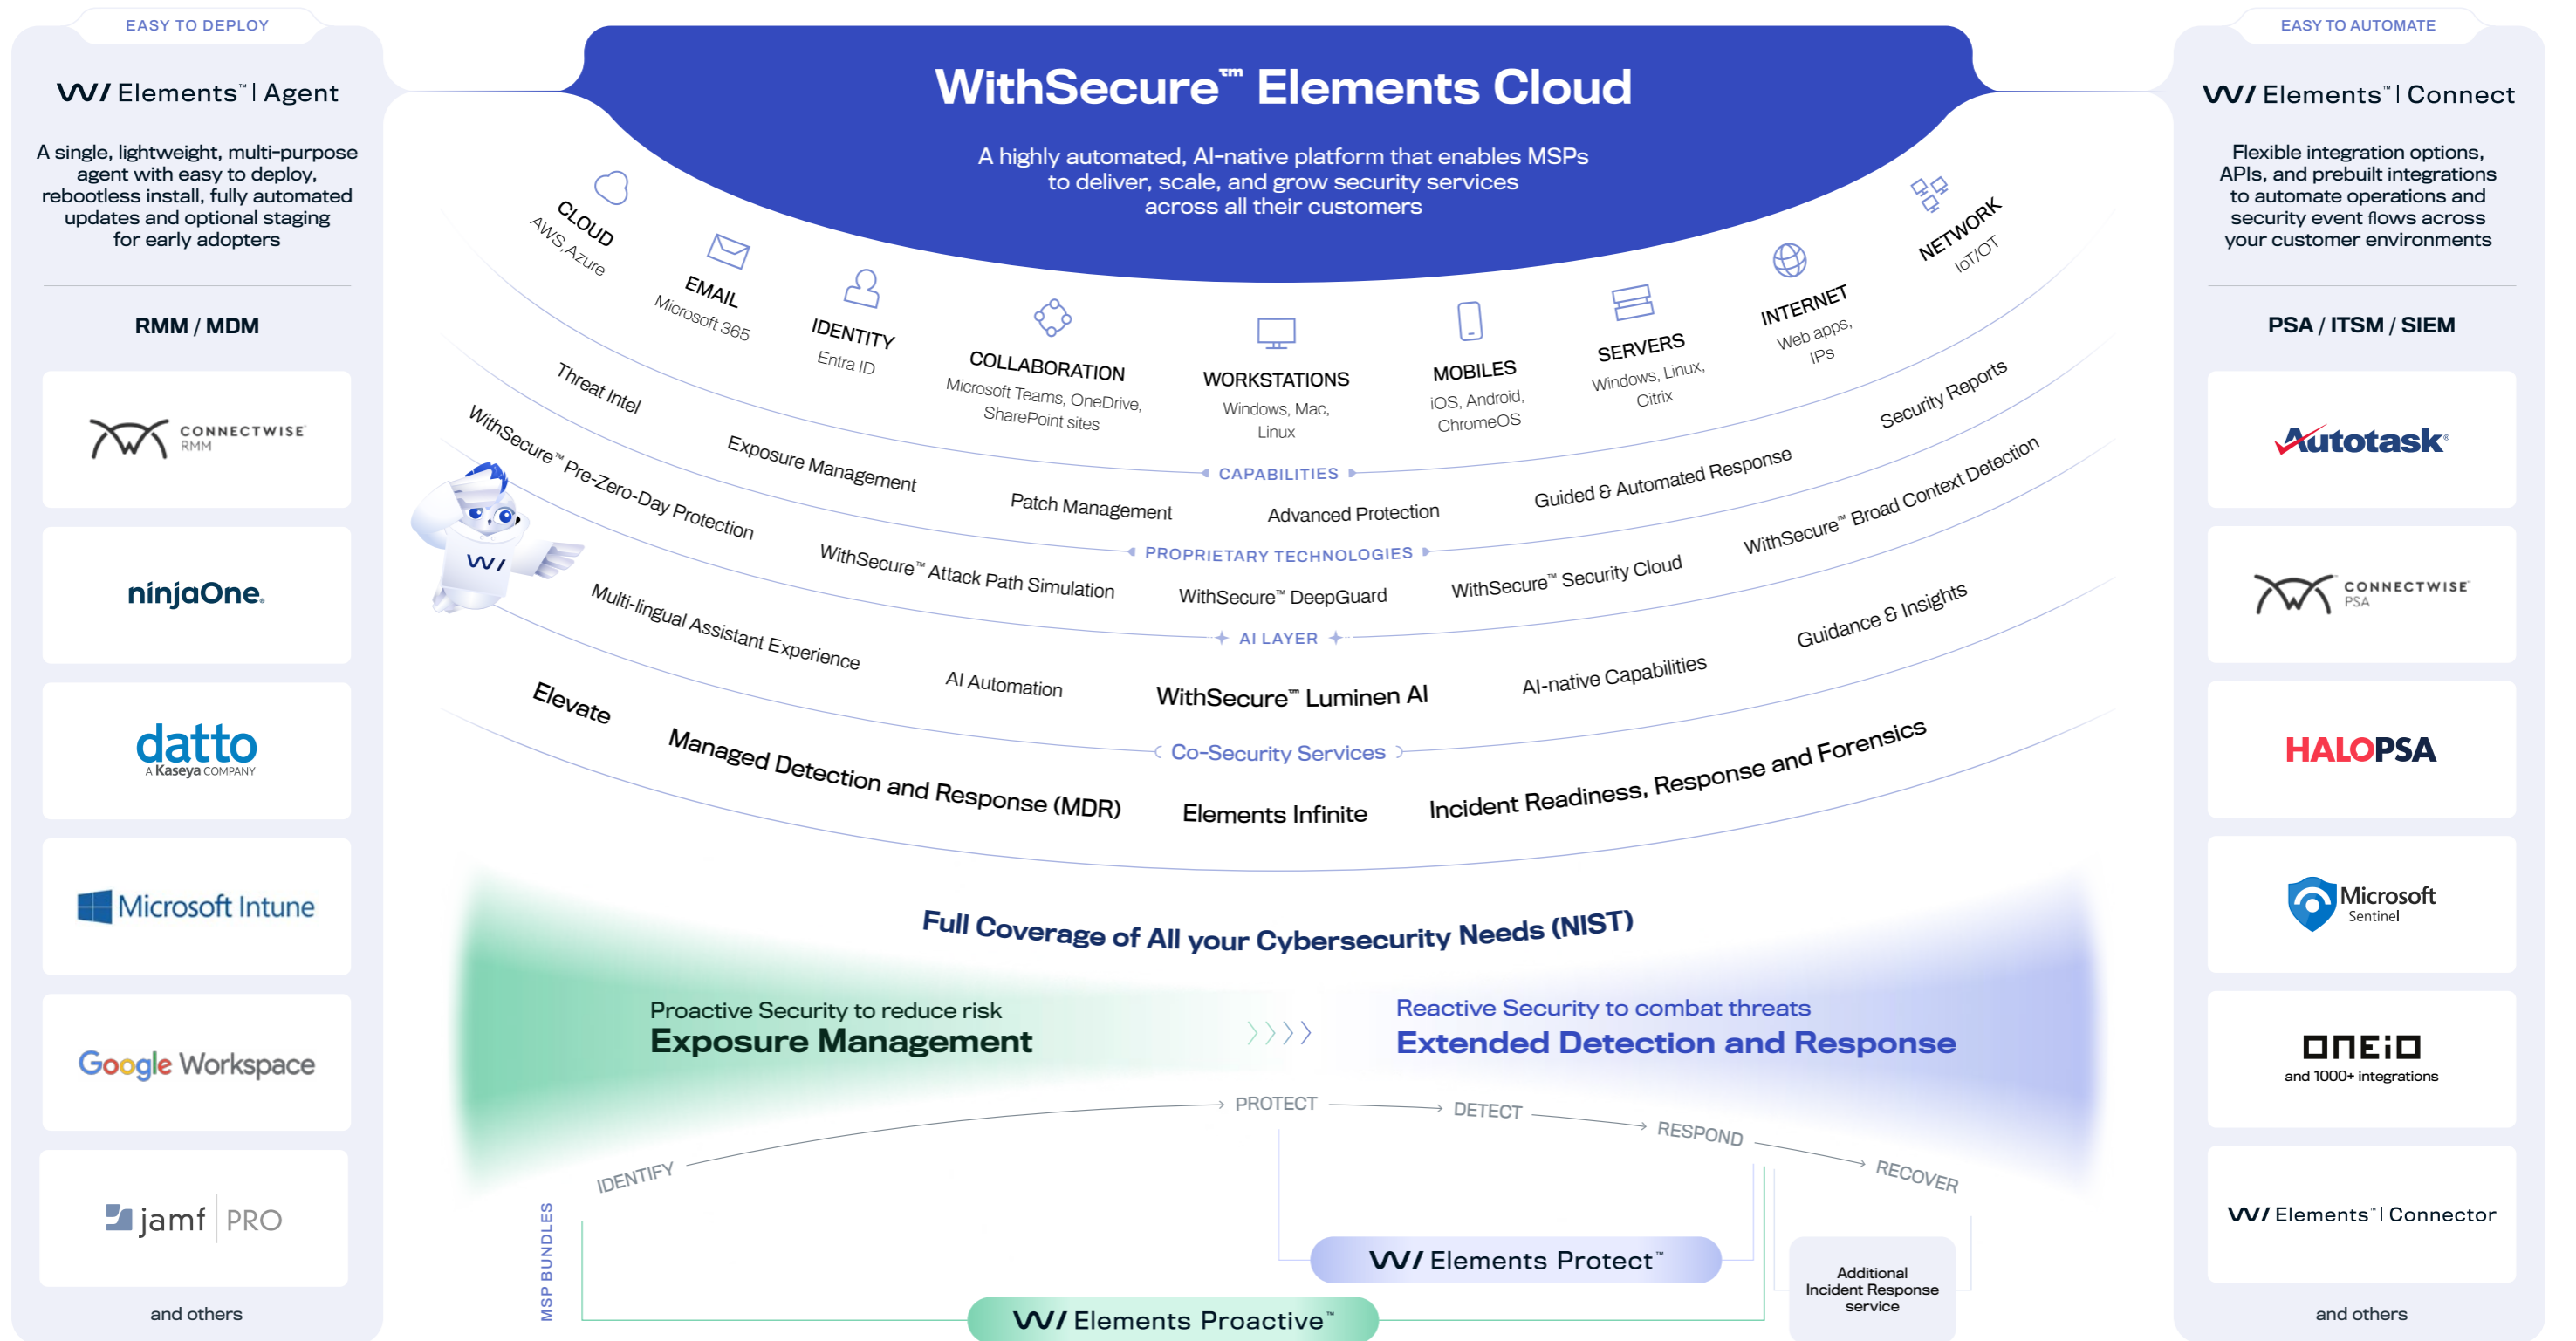 EASY TO DEPLOY
W/ Elements™ | Agent
A single, lightweight, multi-purpose
agent with easy to deploy,
rebootless install, fully automated
updates and optional staging
for early adopters
RMM / MDM
CONNECTWISE
RMM
ninjaOne®
datto
A Kaseya COMPANY
Microsoft Intune
Google Workspace
jamf | PRO
and others
WithSecure™ Elements Cloud
A highly automated, AI-native platform that enables MSPs
to deliver, scale, and grow security services
across all their customers
CLOUD
AWS, Azure
EMAIL
Microsoft 365
IDENTITY
Entra ID
COLLABORATION
Microsoft Teams, OneDrive,
SharePoint sites
WORKSTATIONS
Windows, Mac,
Linux
MOBILES
iOS, Android,
ChromeOS
SERVERS
Windows, Linux,
Citrix
INTERNET
Web apps,
IPs
NETWORK
IoT/OT
CAPABILITIES
Threat Intel
Exposure Management
Patch Management
Advanced Protection
Guided & Automated Response
Security Reports
PROPRIETARY TECHNOLOGIES
WithSecure™ Pre-Zero-Day Protection
WithSecure™ Attack Path Simulation
WithSecure™ DeepGuard
WithSecure™ Security Cloud
WithSecure™ Broad Context Detection
W/
AI LAYER
Multi-lingual Assistant Experience
AI Automation
WithSecure™ Luminen AI
AI-native Capabilities
Guidance & Insights
Co-Security Services
Elevate
Managed Detection and Response (MDR)
Elements Infinite
Incident Readiness, Response and Forensics
Full Coverage of All your Cybersecurity Needs (NIST)
Proactive Security to reduce risk
Exposure Management
Reactive Security to combat threats
Extended Detection and Response
IDENTIFY
PROTECT
DETECT
RESPOND
RECOVER
MSP BUNDLES
W/ Elements Protect™
W/ Elements Proactive™
Additional
Incident Response
service
EASY TO AUTOMATE
W/ Elements™ | Connect
Flexible integration options,
APIs, and prebuilt integrations
to automate operations and
security event flows across
your customer environments
PSA / ITSM / SIEM
Autotask®
CONNECTWISE
PSA
HALOPSA
Microsoft
Sentinel
ONEiO
and 1000+ integrations
W/ Elements™ | Connector
and others